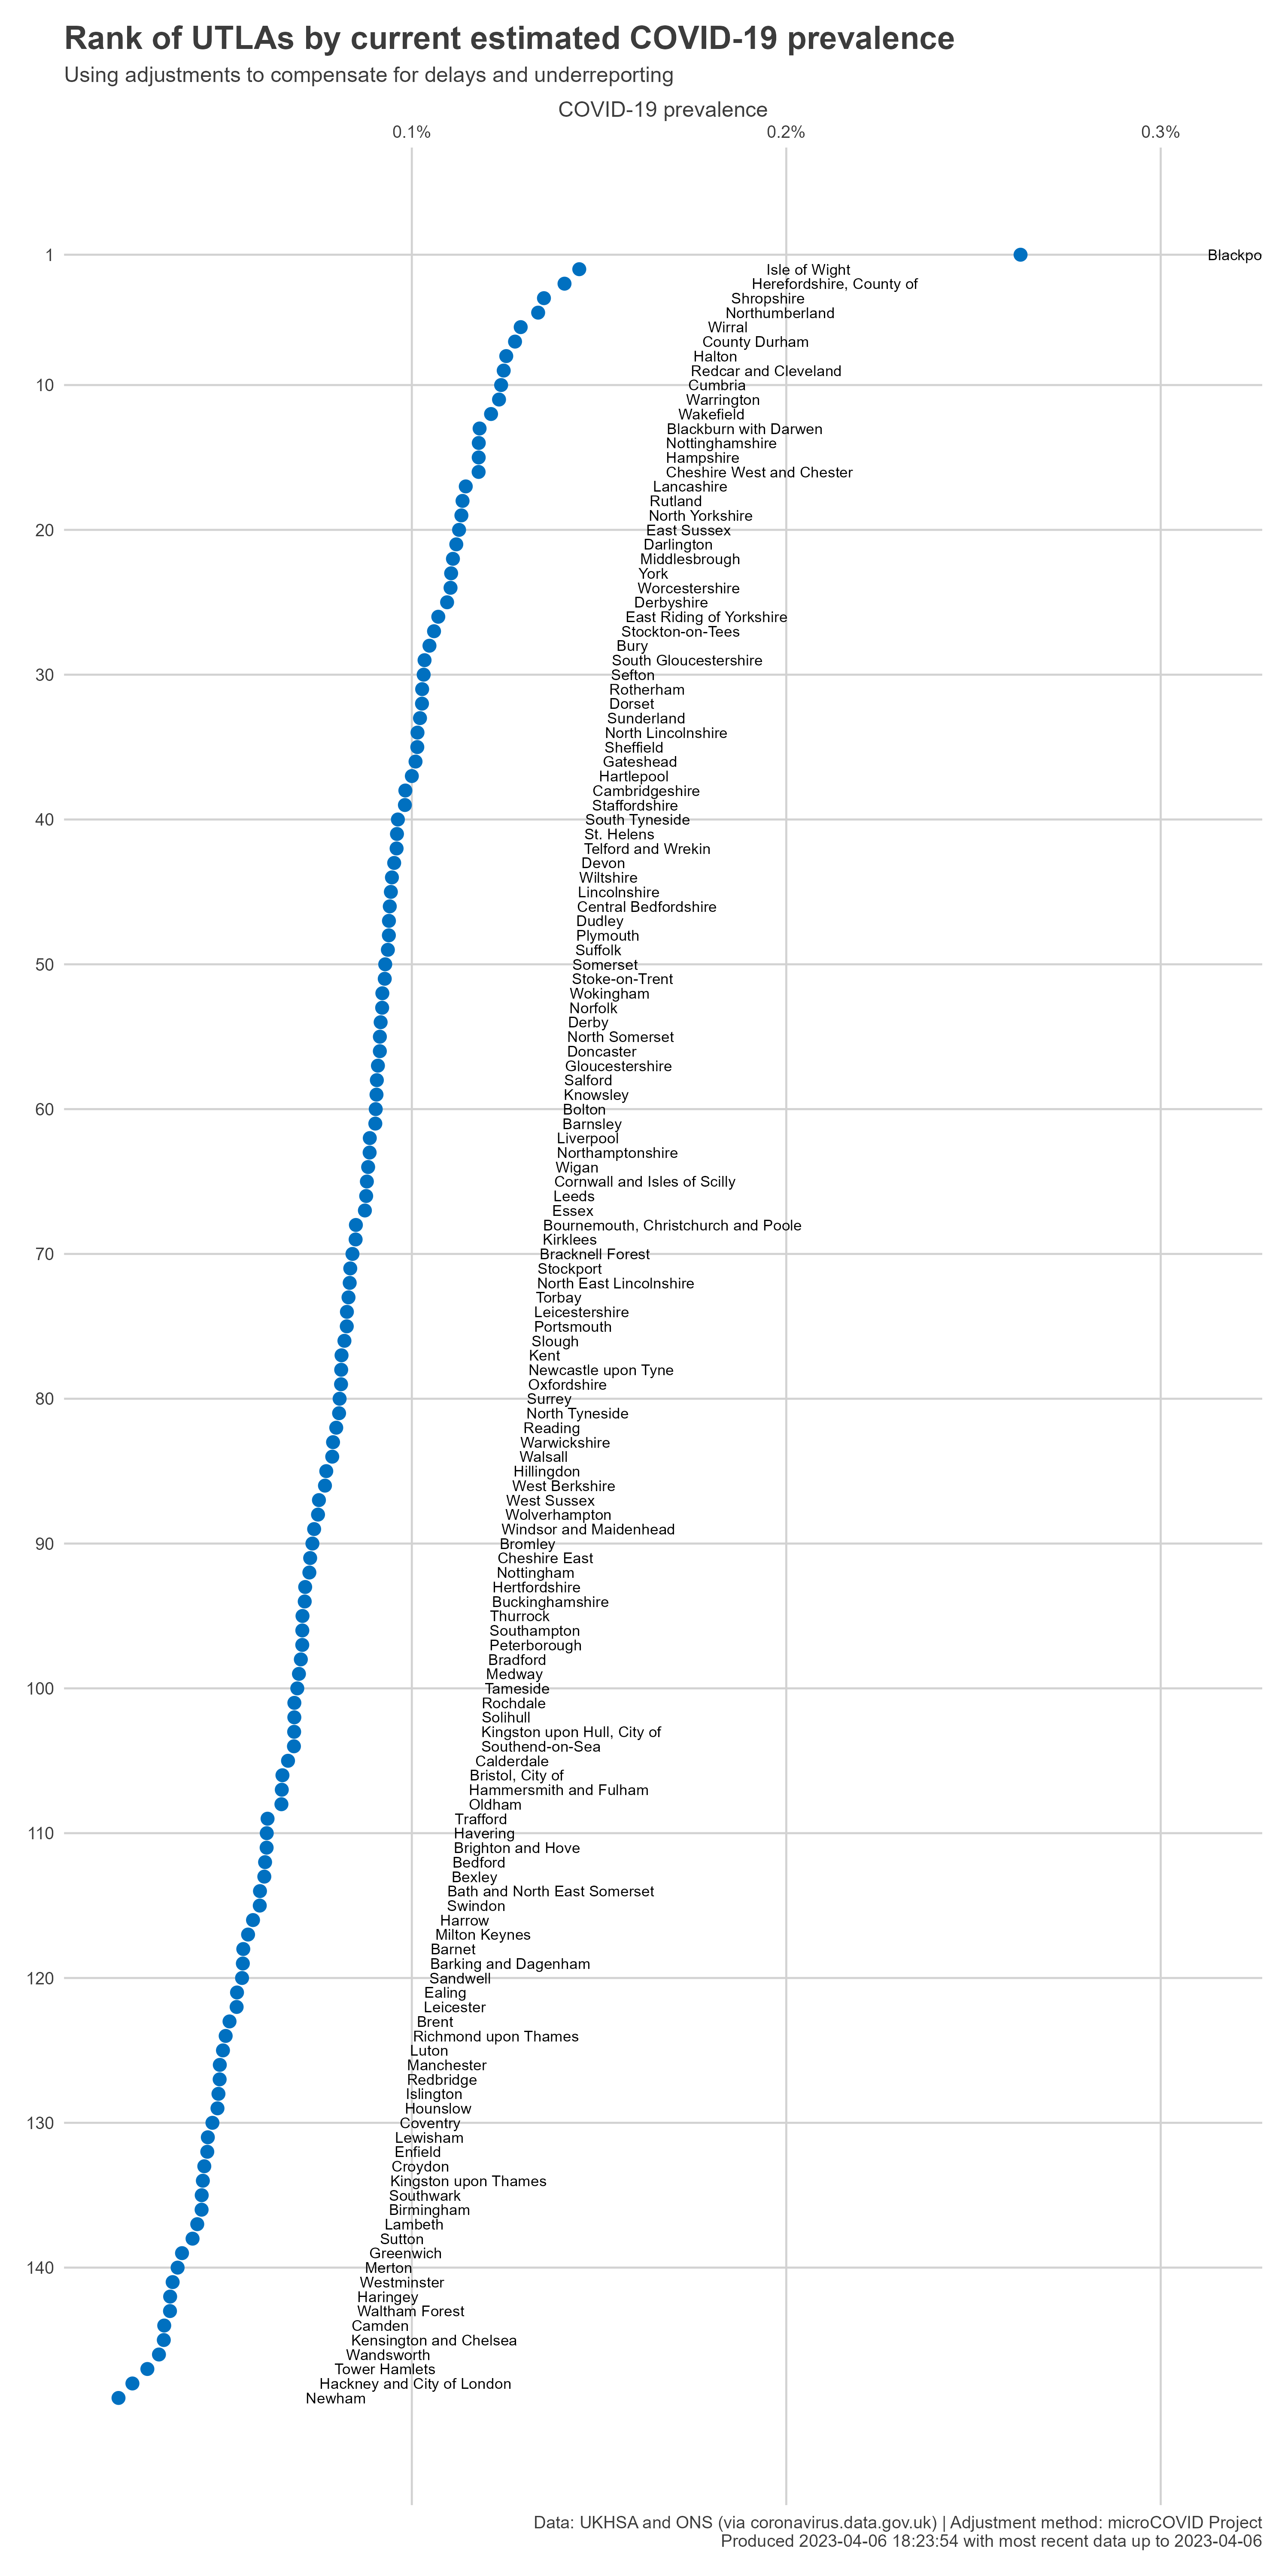 Rank of UTLAs by current estimated COVID-19 prevalence
Using adjustments to compensate for delays and underreporting
COVID-19 prevalence
0.1% 0.2% 0.3%
1 Blackpo
Isle of Wight
Herefordshire, County of
Shropshire
Northumberland
Wirral
County Durham
Halton
Redcar and Cleveland
10 Cumbria
Warrington
Wakefield
Blackburn with Darwen
Nottinghamshire
Hampshire
Cheshire West and Chester
Lancashire
Rutland
North Yorkshire
20 East Sussex
Darlington
Middlesbrough
York
Worcestershire
Derbyshire
East Riding of Yorkshire
Stockton-on-Tees
Bury
South Gloucestershire
30 Sefton
Rotherham
Dorset
Sunderland
North Lincolnshire
Sheffield
Gateshead
Hartlepool
Cambridgeshire
Staffordshire
40 South Tyneside
St. Helens
Telford and Wrekin
Devon
Wiltshire
Lincolnshire
Central Bedfordshire
Dudley
Plymouth
Suffolk
50 Somerset
Stoke-on-Trent
Wokingham
Norfolk
Derby
North Somerset
Doncaster
Gloucestershire
Salford
Knowsley
60 Bolton
Barnsley
Liverpool
Northamptonshire
Wigan
Cornwall and Isles of Scilly
Leeds
Essex
Bournemouth, Christchurch and Poole
Kirklees
70 Bracknell Forest
Stockport
North East Lincolnshire
Torbay
Leicestershire
Portsmouth
Slough
Kent
Newcastle upon Tyne
Oxfordshire
80 Surrey
North Tyneside
Reading
Warwickshire
Walsall
Hillingdon
West Berkshire
West Sussex
Wolverhampton
Windsor and Maidenhead
90 Bromley
Cheshire East
Nottingham
Hertfordshire
Buckinghamshire
Thurrock
Southampton
Peterborough
Bradford
Medway
100 Tameside
Rochdale
Solihull
Kingston upon Hull, City of
Southend-on-Sea
Calderdale
Bristol, City of
Hammersmith and Fulham
Oldham
Trafford
110 Havering
Brighton and Hove
Bedford
Bexley
Bath and North East Somerset
Swindon
Harrow
Milton Keynes
Barnet
Barking and Dagenham
120 Sandwell
Ealing
Leicester
Brent
Richmond upon Thames
Luton
Manchester
Redbridge
Islington
Hounslow
130 Coventry
Lewisham
Enfield
Croydon
Kingston upon Thames
Southwark
Birmingham
Lambeth
Sutton
Greenwich
140 Merton
Westminster
Haringey
Waltham Forest
Camden
Kensington and Chelsea
Wandsworth
Tower Hamlets
Hackney and City of London
Newham
Data: UKHSA and ONS (via coronavirus.data.gov.uk) | Adjustment method: microCOVID Project
Produced 2023-04-06 18:23:54 with most recent data up to 2023-04-06